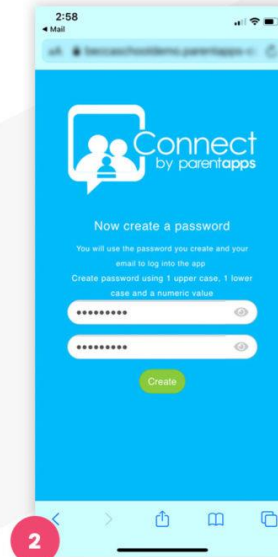 2:58
◄ Mail
Connect
by parentapps
Now create a password
You will use the password you create and your
email to log into the app
Create password using 1 upper case, 1 lower
case and a numeric value
•••••••••
•••••••••
Create
2